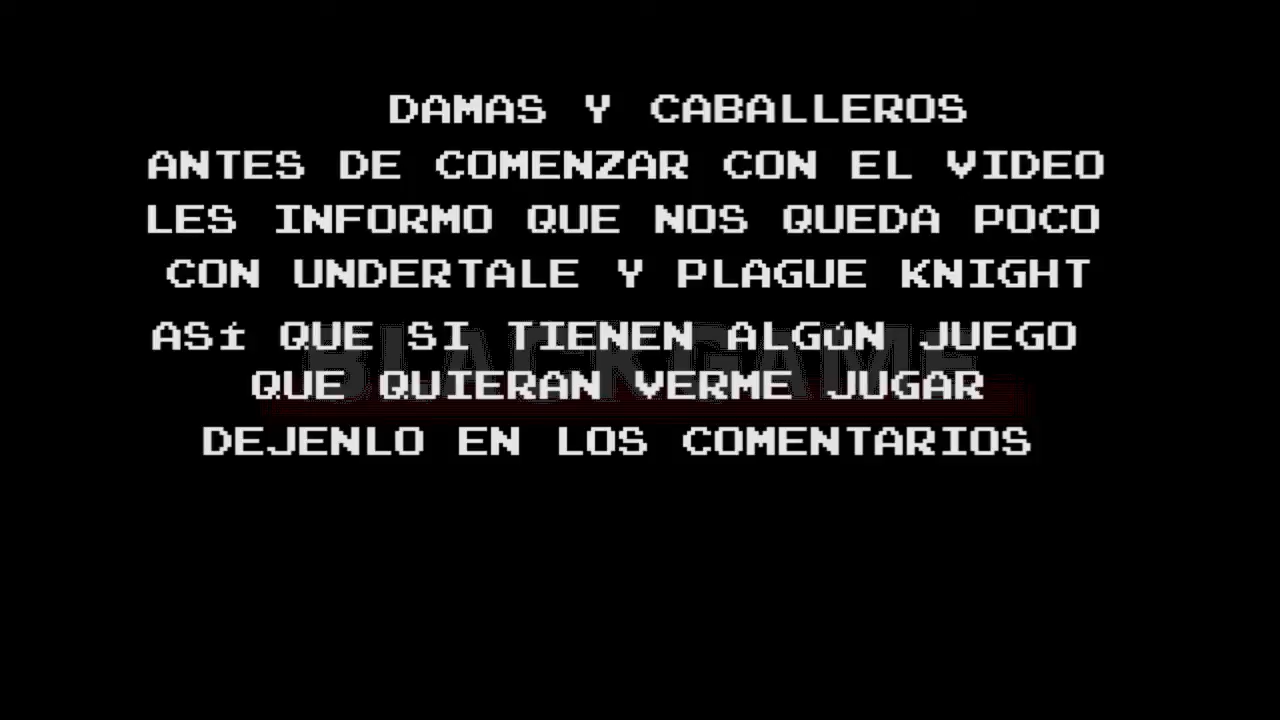 DAMAS Y CABALLEROS
ANTES DE COMENZAR CON EL VIDEO
LES INFORMO QUE NOS QUEDA POCO
CON UNDERTALE Y PLAGUE KNIGHT
ASí QUE SI TIENEN ALGúN JUEGO
BLACKGAME
QUE QUIERAN VERME JUGAR
DEJENLO EN LOS COMENTARIOS